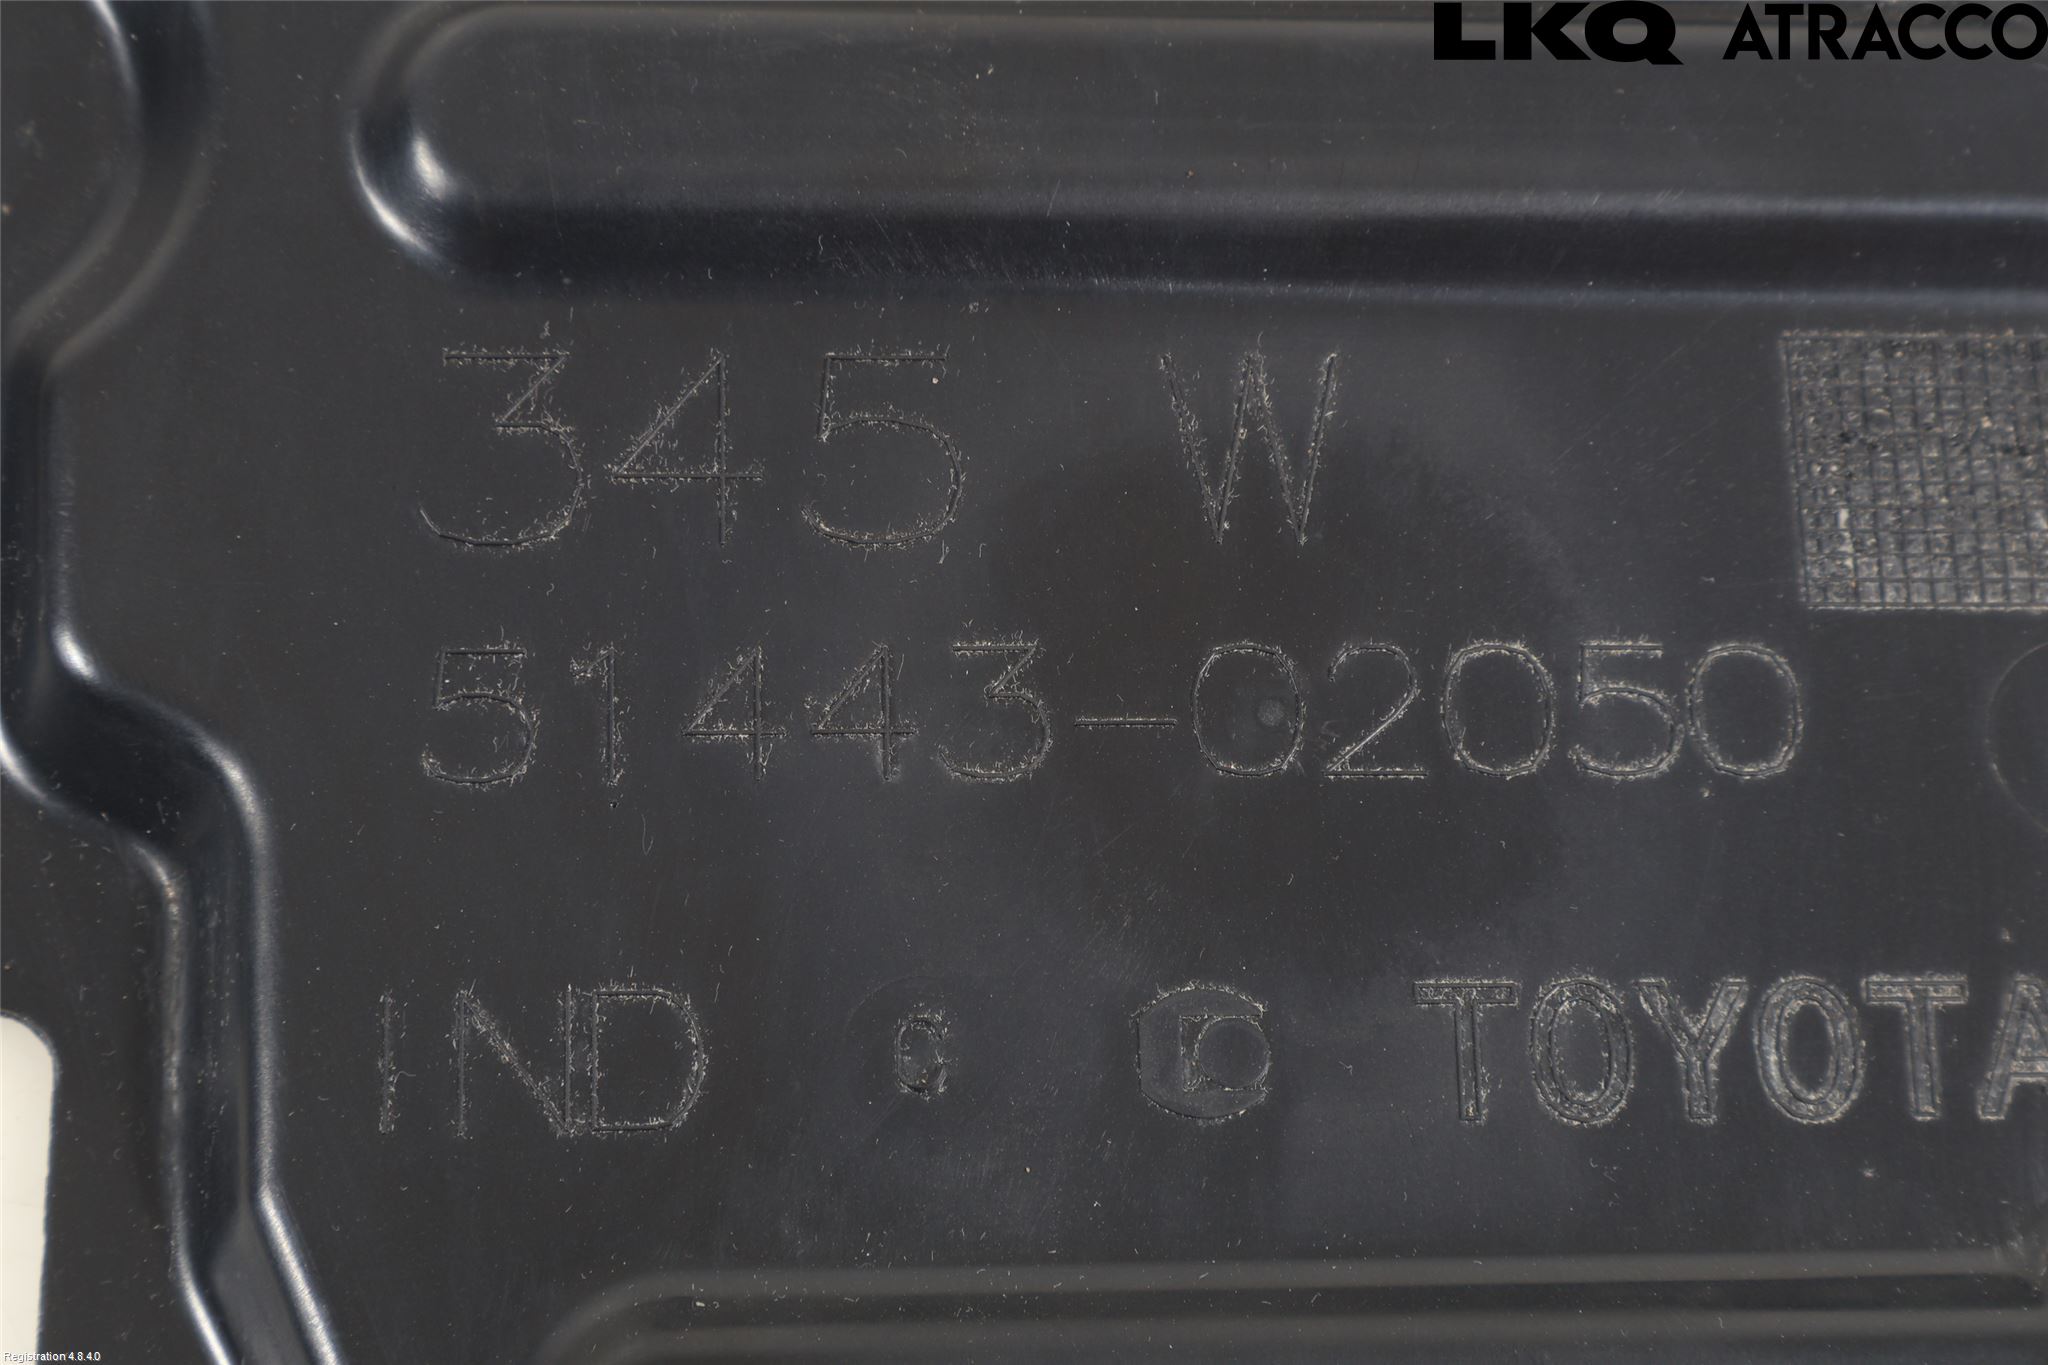 LKQ ATRACCO
345 W
51443-02050
IND TOYOTA
Registration 4.8.4.0